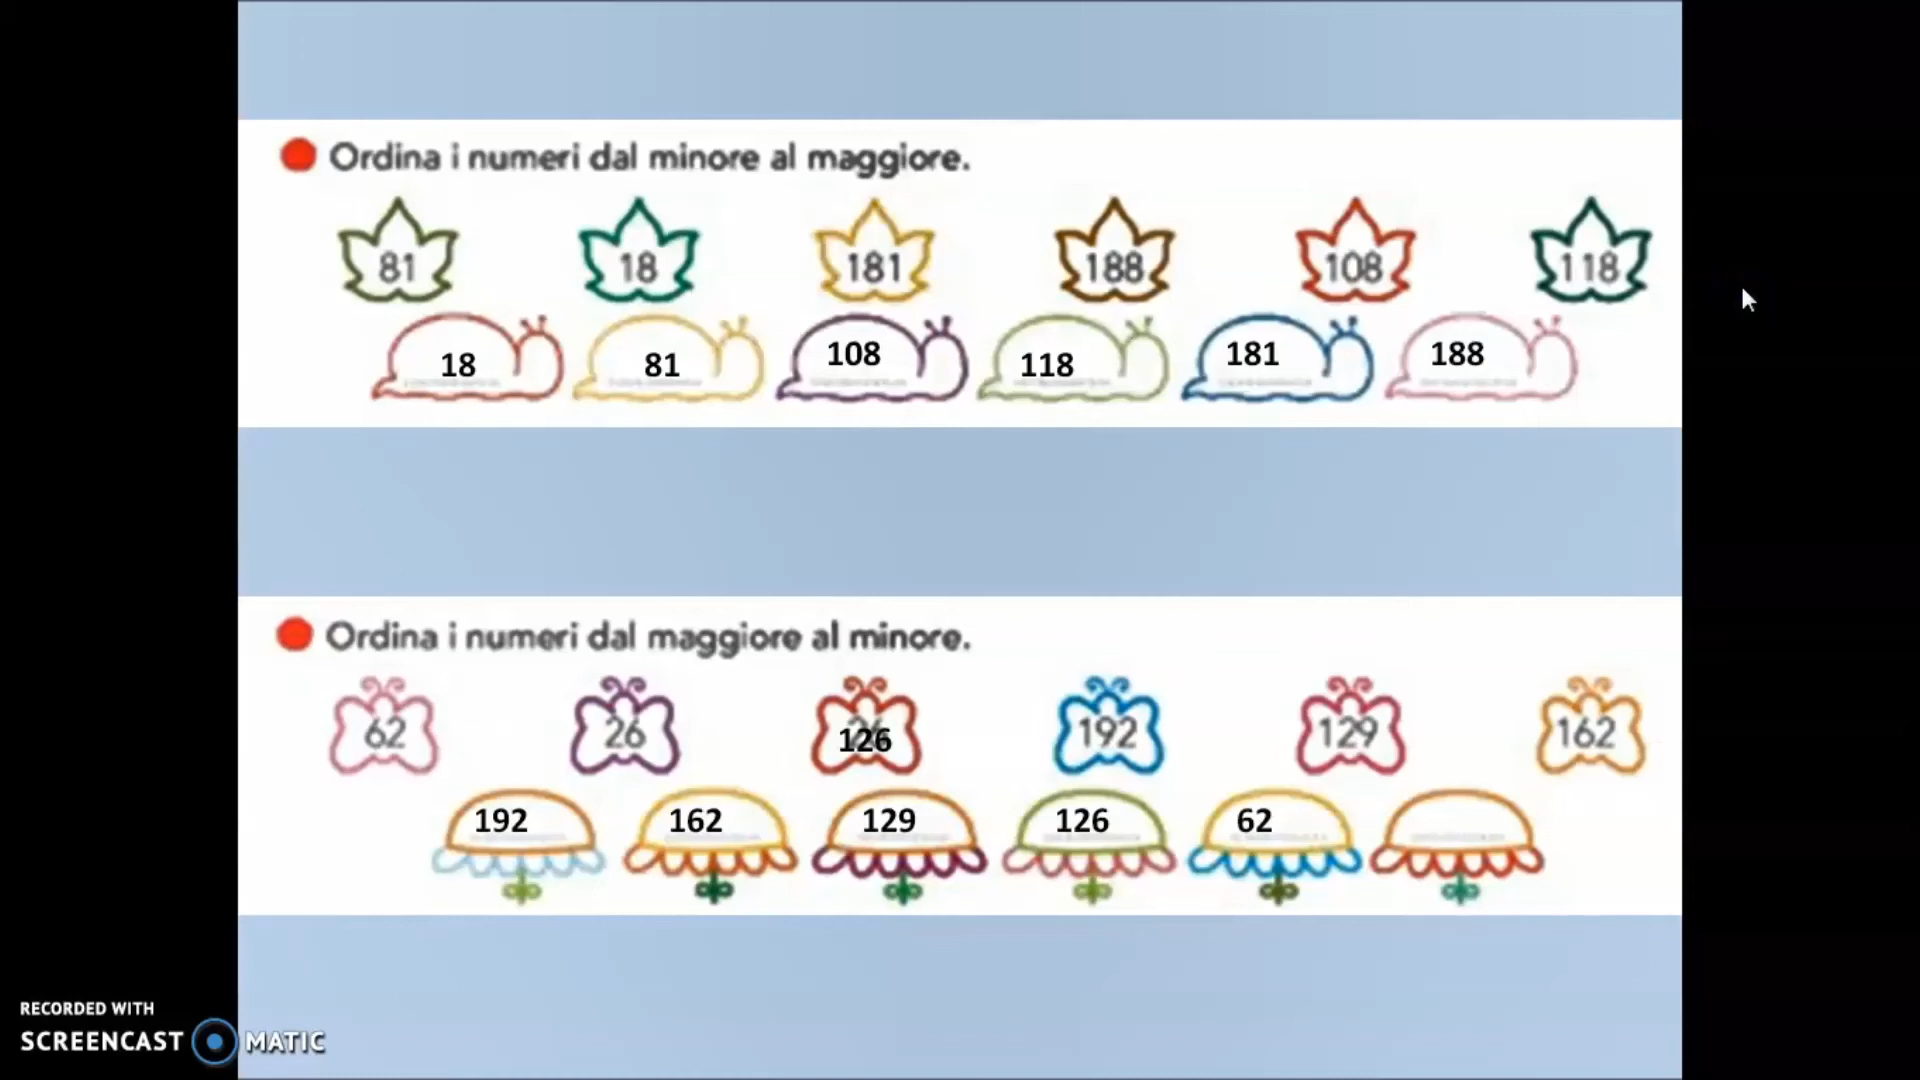 Ordina i numeri dal minore al maggiore.
81 18 181 188 108 118
18 81 108 118 181 188
Ordina i numeri dal maggiore al minore.
62 26 126 192 129 162
192 162 129 126 62
RECORDED WITH
SCREENCAST MATIC